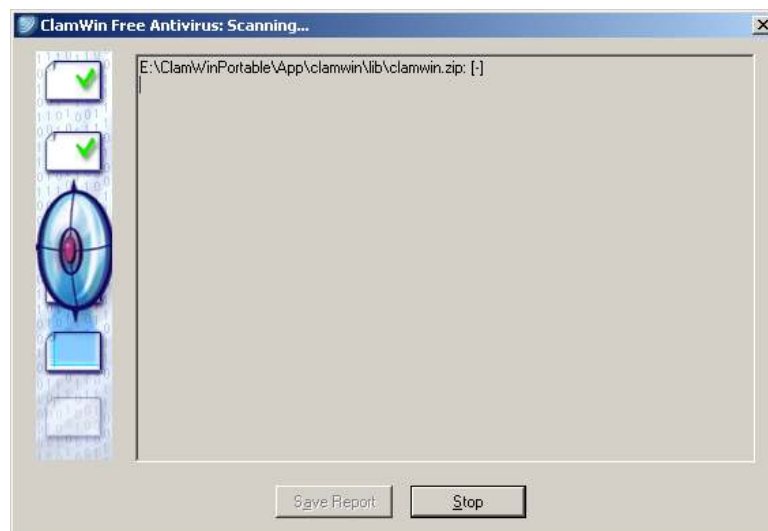 ClamWin Free Antivirus: Scanning...
E:\ClamWinPortable\App\clamwin\lib\clamwin.zip: [-]
Save Report
Stop